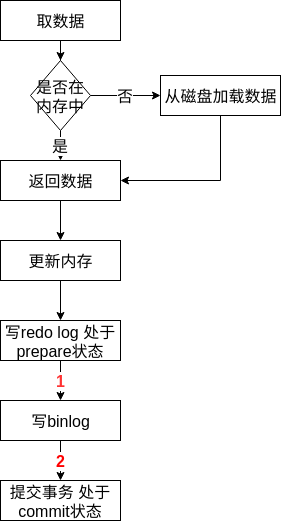 取数据
是否在
内存中
否
从磁盘加载数据
是
返回数据
更新内存
写redo log 处于
prepare状态
1
写binlog
2
提交事务 处于
commit状态